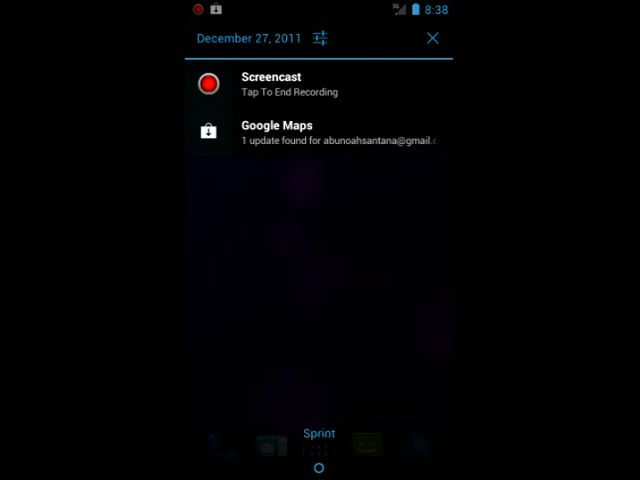 3G 8:38
December 27, 2011
Screencast
Tap To End Recording
Google Maps
1 update found for abunoahsantana@gmail.c
Sprint